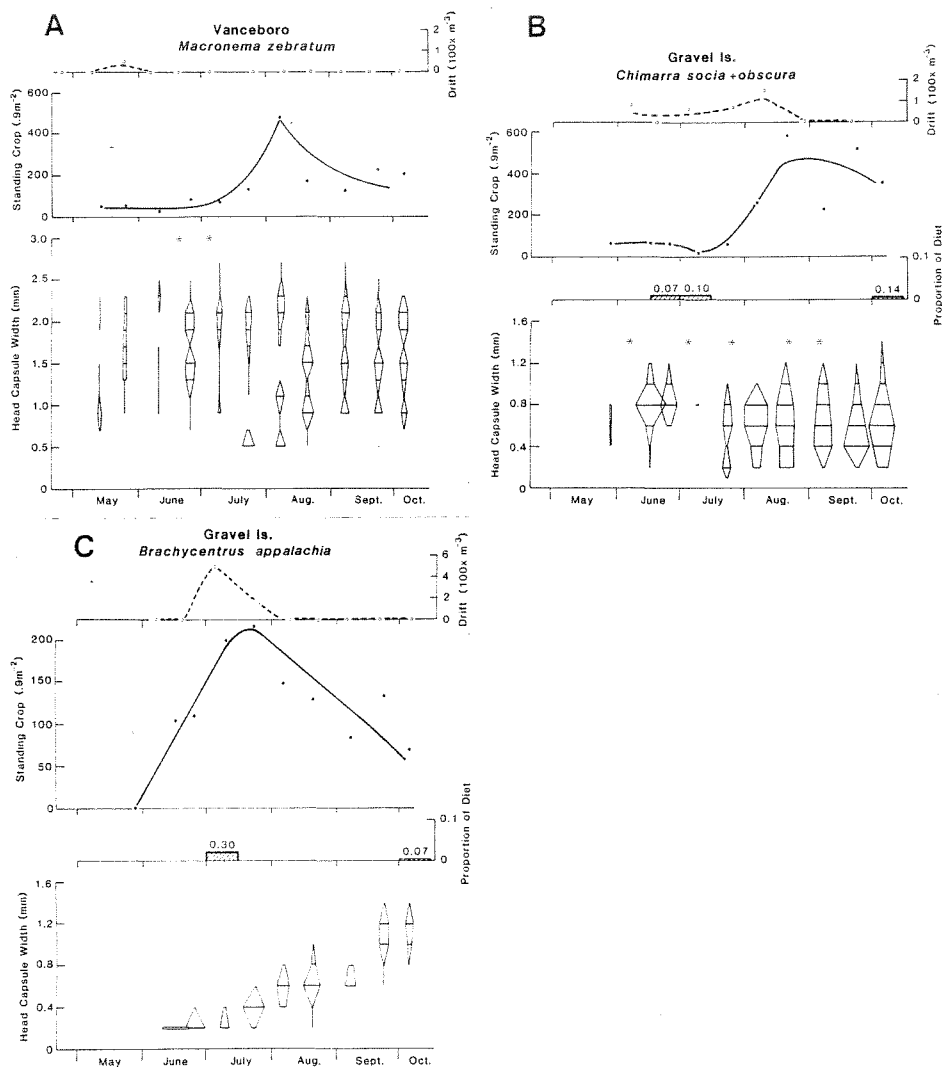 A
Vanceboro
Macronema zebratum
2
1
0
Drift (100x m⁻³)
600
400
200
0
Standing Crop (.9m⁻²)
3.0
2.5
2.0
1.5
1.0
0.5
0
Head Capsule Width (mm)
* *
May June July Aug. Sept. Oct.
B
Gravel Is.
Chimarra socia + obscura
2
1
0
Drift (100x m⁻³)
600
400
200
0
Standing Crop (.9m⁻²)
0.1
0
Proportion of Diet
0.07 0.10 0.14
1.6
1.2
0.8
0.4
0
Head Capsule Width (mm)
* * * * *
May June July Aug. Sept. Oct.
C
Gravel Is.
Brachycentrus appalachia
6
4
2
0
Drift (100x m⁻³)
200
150
100
50
0
Standing Crop (.9m⁻²)
0.1
0
Proportion of Diet
0.30 0.07
1.6
1.2
0.8
0.4
0
Head Capsule Width (mm)
May June July Aug. Sept. Oct.